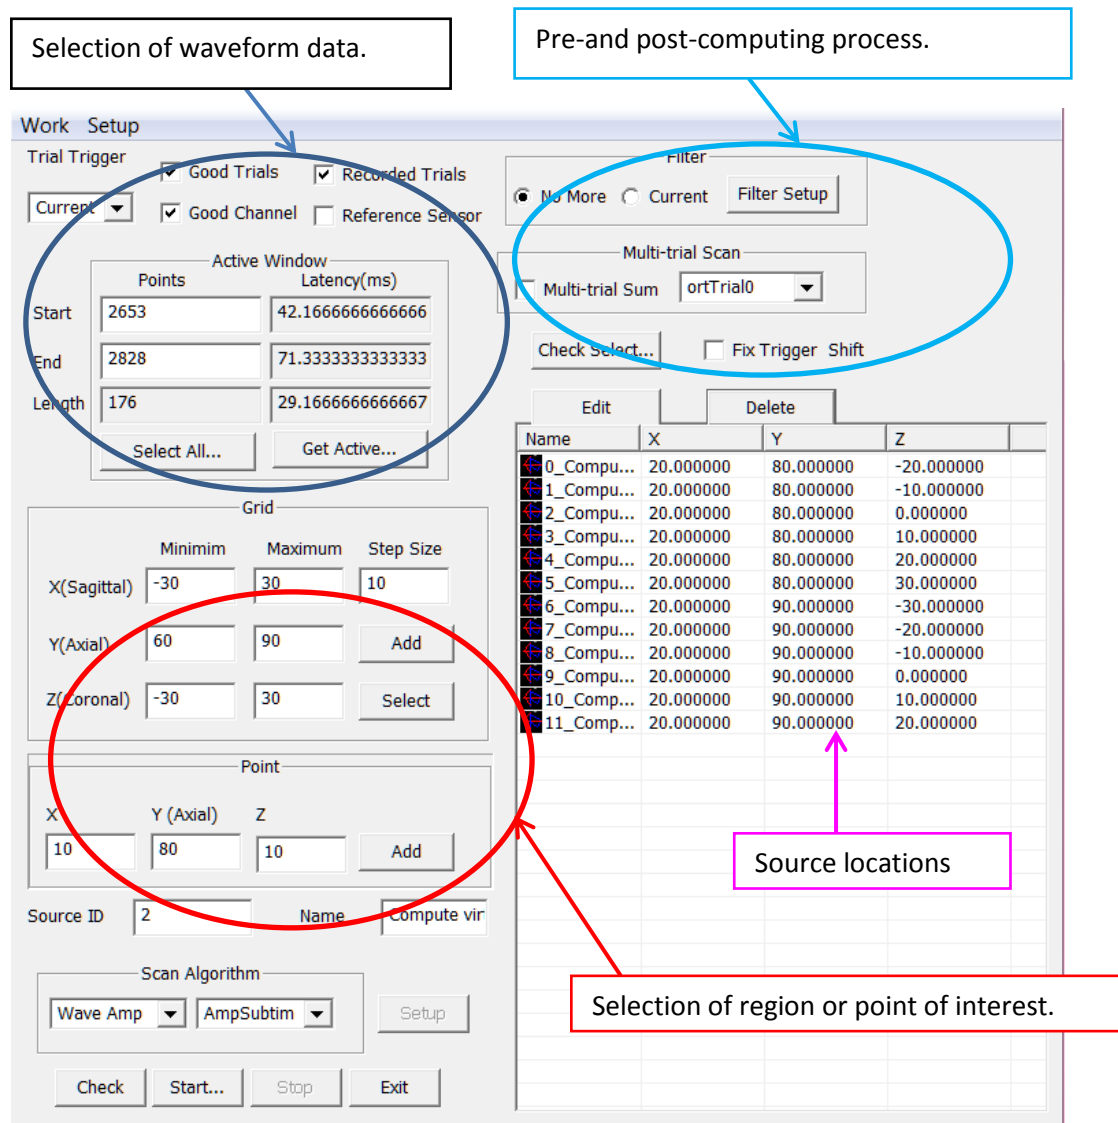 Selection of waveform data.
Pre-and post-computing process.
Work Setup
Trial Trigger
Good Trials Recorded Trials
Current Good Channel Reference Sensor
Filter
No More Current Filter Setup
Active Window
Points Latency(ms)
Start 2653 42.1666666666666
End 2828 71.3333333333333
Length 176 29.1666666666667
Select All... Get Active...
Multi-trial Scan
Multi-trial Sum ortTrial0
Check Select... Fix Trigger Shift
Edit Delete
Name X Y Z
0_Compu... 20.000000 80.000000 -20.000000
1_Compu... 20.000000 80.000000 -10.000000
2_Compu... 20.000000 80.000000 0.000000
3_Compu... 20.000000 80.000000 10.000000
4_Compu... 20.000000 80.000000 20.000000
5_Compu... 20.000000 80.000000 30.000000
6_Compu... 20.000000 90.000000 -30.000000
7_Compu... 20.000000 90.000000 -20.000000
8_Compu... 20.000000 90.000000 -10.000000
9_Compu... 20.000000 90.000000 0.000000
10_Comp... 20.000000 90.000000 10.000000
11_Comp... 20.000000 90.000000 20.000000
Grid
Minimim Maximum Step Size
X(Sagittal) -30 30 10
Y(Axial) 60 90 Add
Z(Coronal) -30 30 Select
Point
X Y (Axial) Z
10 80 10 Add
Source locations
Source ID 2 Name Compute vir
Scan Algorithm
Wave Amp AmpSubtim Setup
Selection of region or point of interest.
Check Start... Stop Exit